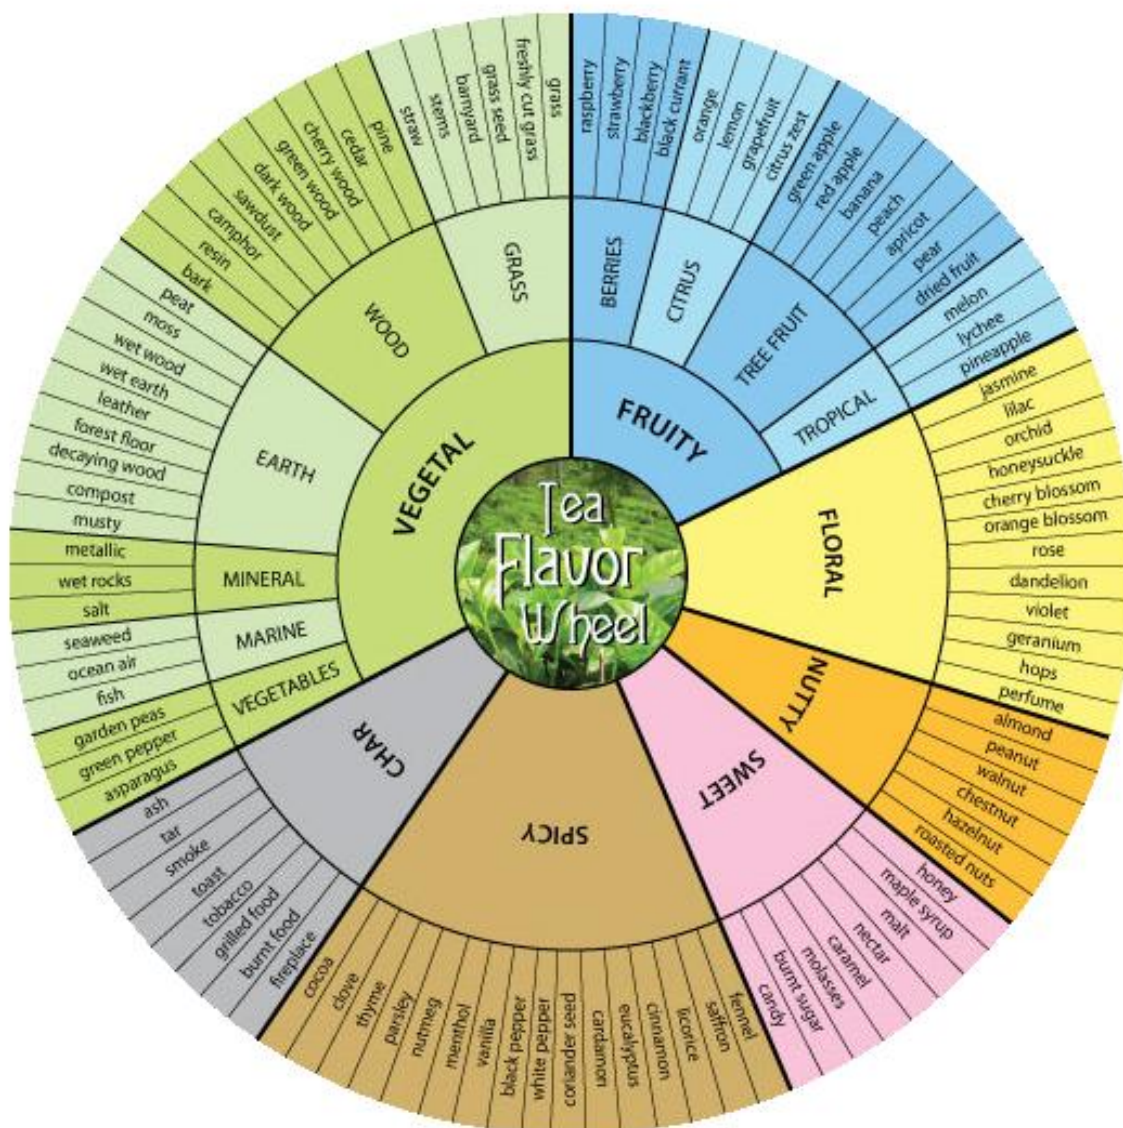 Tea
Flavor
Wheel
FRUITY
BERRIES
raspberry
strawberry
blackberry
black currant
CITRUS
orange
lemon
grapefruit
citrus zest
TREE FRUIT
green apple
red apple
banana
peach
apricot
pear
dried fruit
TROPICAL
melon
lychee
pineapple
FLORAL
jasmine
lilac
orchid
honeysuckle
cherry blossom
orange blossom
rose
dandelion
violet
geranium
hops
perfume
NUTTY
almond
peanut
walnut
chestnut
hazelnut
roasted nuts
SWEET
honey
maple syrup
malt
nectar
caramel
molasses
burnt sugar
candy
SPICY
fennel
saffron
licorice
cinnamon
eucalyptus
cardamon
coriander seed
white pepper
black pepper
vanilla
menthol
nutmeg
parsley
thyme
clove
cocoa
CHAR
fireplace
burnt food
grilled food
tobacco
toast
smoke
tar
ash
VEGETAL
VEGETABLES
asparagus
green pepper
garden peas
MARINE
fish
ocean air
seaweed
MINERAL
salt
wet rocks
metallic
EARTH
musty
compost
decaying wood
forest floor
leather
wet earth
wet wood
moss
peat
WOOD
bark
resin
camphor
sawdust
dark wood
green wood
cherry wood
cedar
pine
GRASS
straw
stems
barnyard
grass seed
freshly cut grass
grass